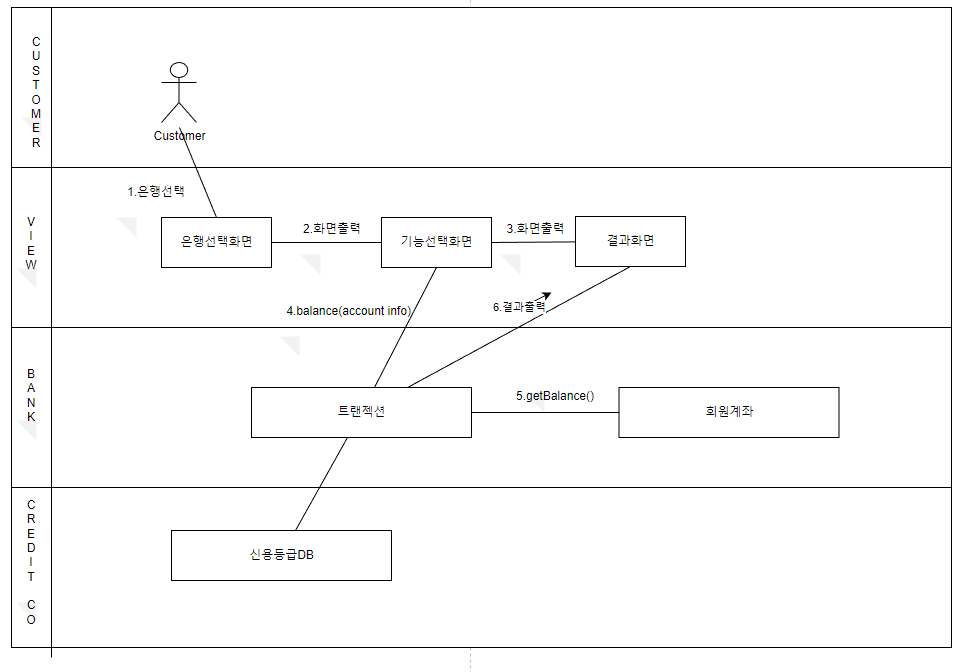 CUSTOMER
Customer
VIEW
1.은행선택
은행선택화면
2.화면출력
기능선택화면
3.화면출력
결과화면
4.balance(account info)
6.결과출력
BANK
트랜젝션
5.getBalance()
회원계좌
CREDIT CO
신용등급DB